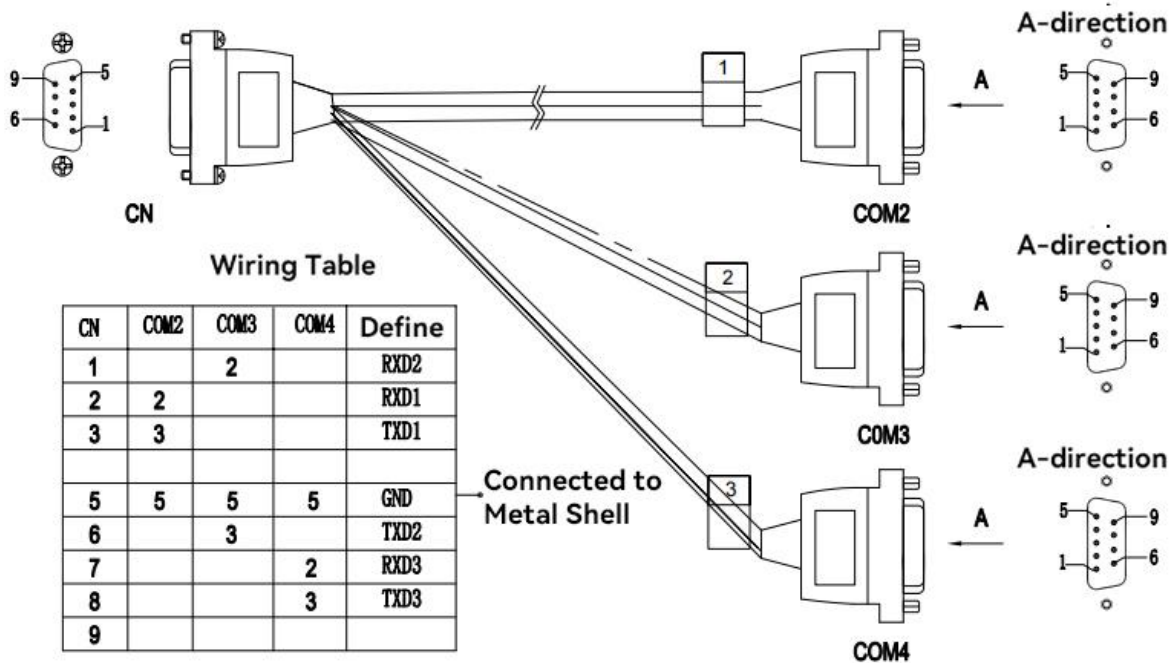 A-direction
9 5
6 1
1
A
5 9
1 6
CN
COM2
A-direction
Wiring Table
2
A
5 9
1 6
CN COM2 COM3 COM4 Define
1 2 RXD2
2 2 RXD1
3 3 TXD1
5 5 5 5 GND
6 3 TXD2
7 2 RXD3
8 3 TXD3
9
C0M3
A-direction
Connected to
Metal Shell
3
A
5 9
1 6
COM4